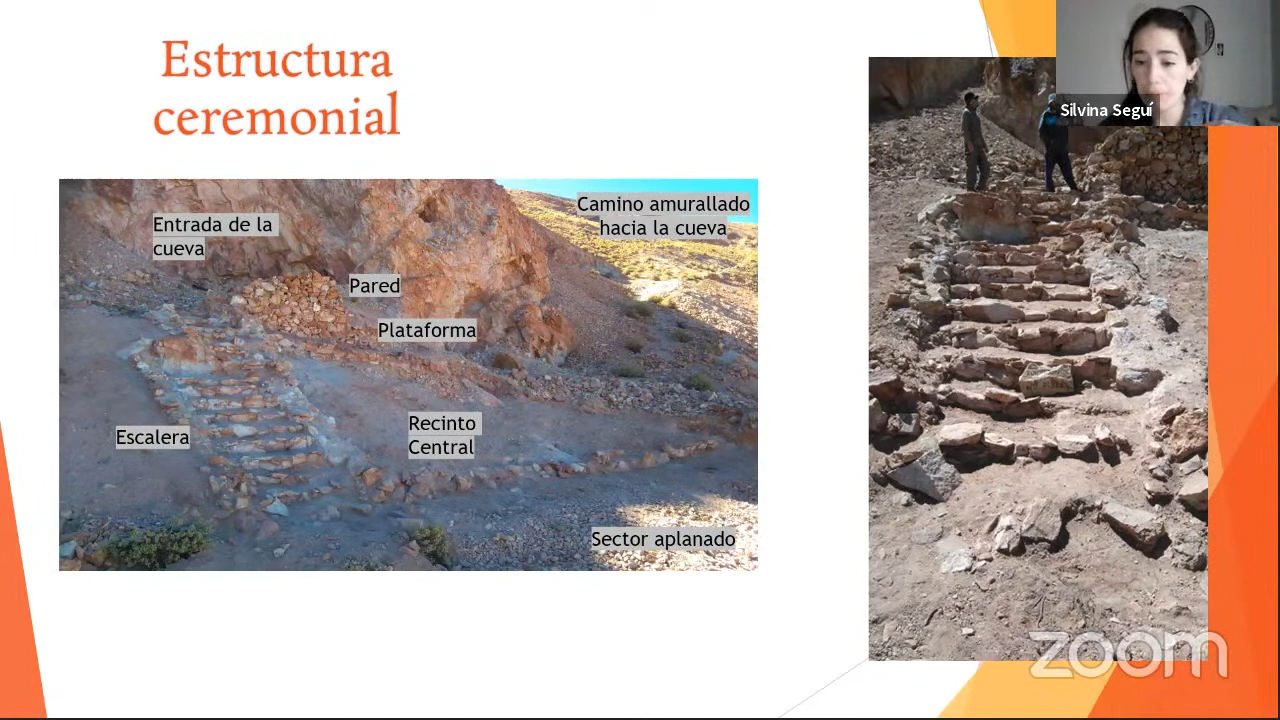 Estructura
ceremonial
Silvina Seguí
Entrada de la
cueva
Camino amurallado
hacia la cueva
Pared
Plataforma
Escalera
Recinto
Central
Sector aplanado
zoom